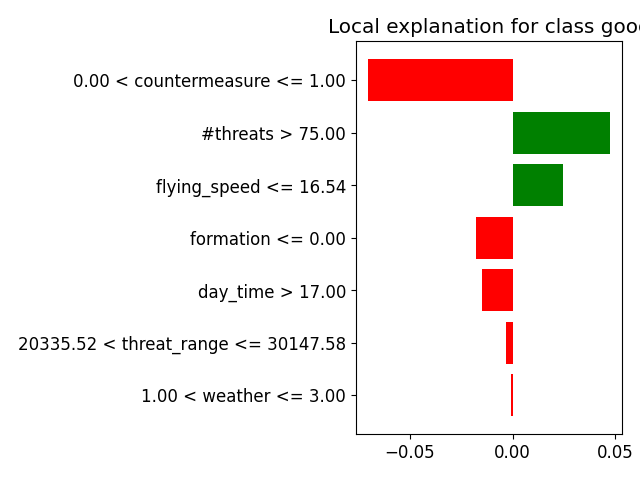 Local explanation for class goo
0.00 < countermeasure <= 1.00
#threats > 75.00
flying_speed <= 16.54
formation <= 0.00
day_time > 17.00
20335.52 < threat_range <= 30147.58
1.00 < weather <= 3.00
−0.05 0.00 0.05